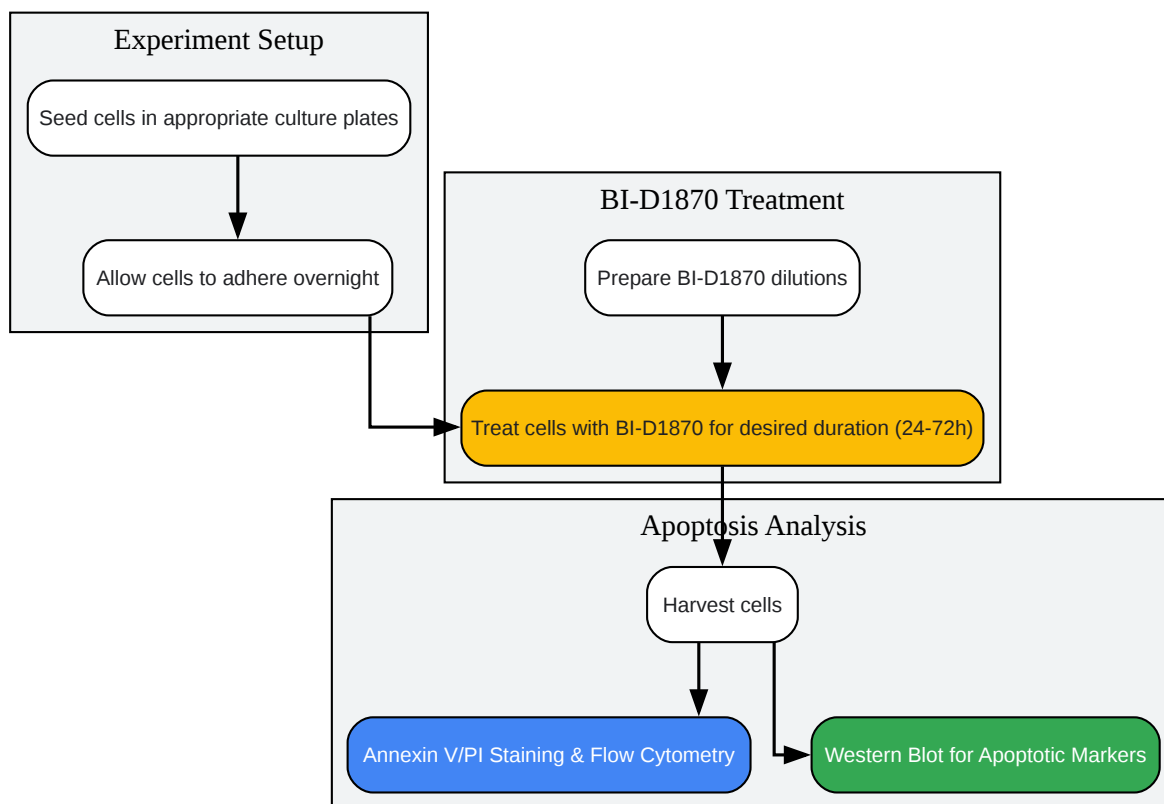 Experiment Setup
Seed cells in appropriate culture plates
Allow cells to adhere overnight
BI-D1870 Treatment
Prepare BI-D1870 dilutions
Treat cells with BI-D1870 for desired duration (24-72h)
Apoptosis Analysis
Harvest cells
Annexin V/PI Staining & Flow Cytometry
Western Blot for Apoptotic Markers